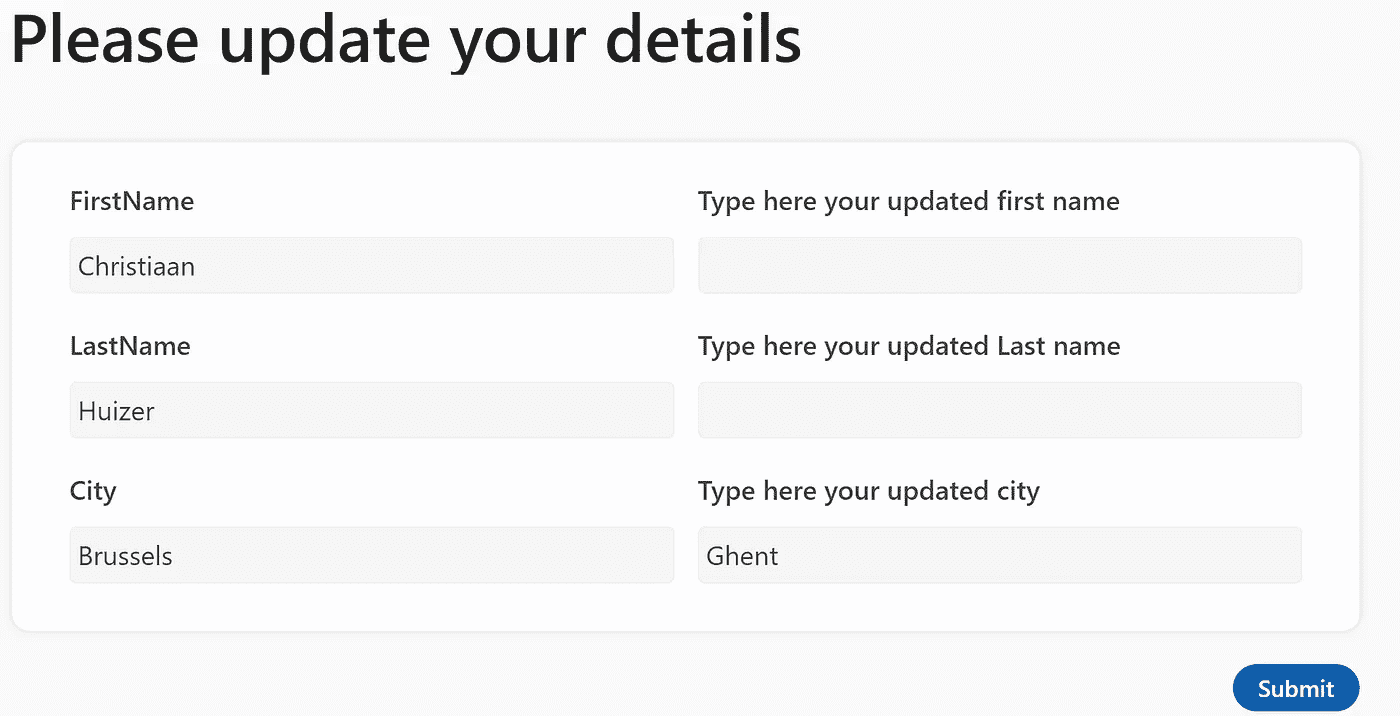 Please update your details
FirstName
Type here your updated first name
Christiaan
LastName
Type here your updated Last name
Huizer
City
Type here your updated city
Brussels
Ghent
Submit